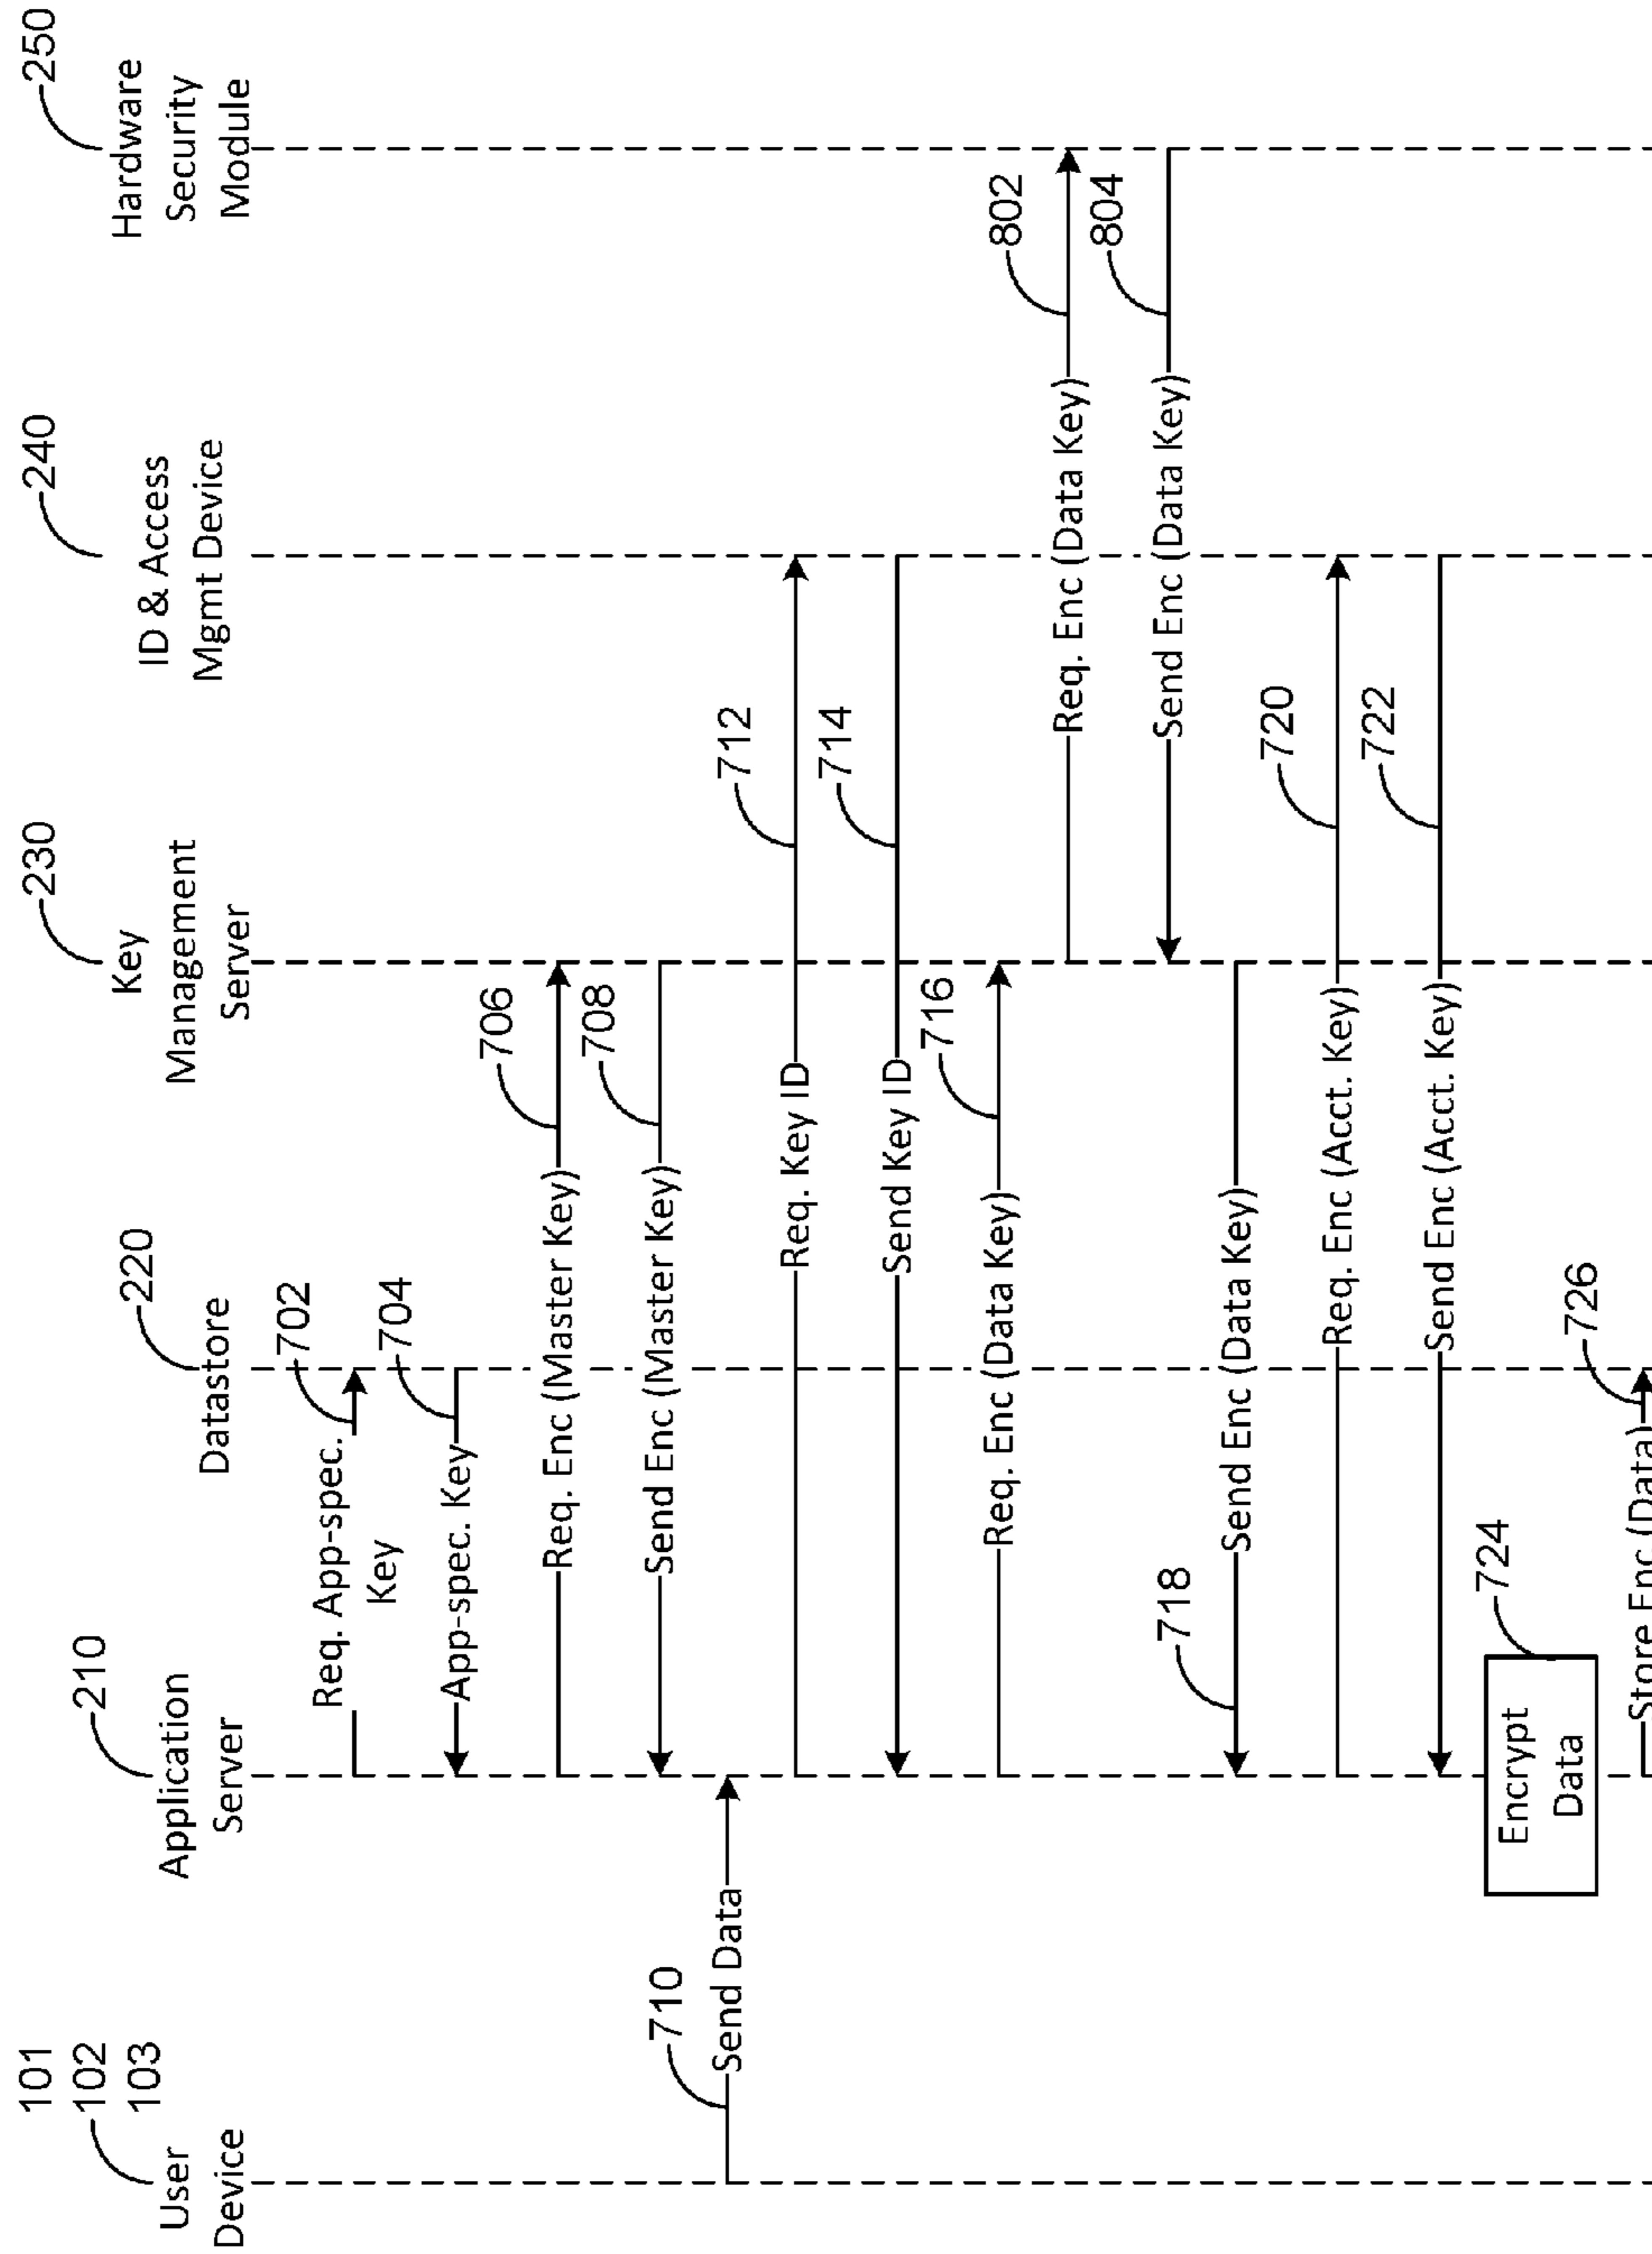 101
102
103
User
Device
210
Application
Server
220
Datastore
230
Key
Management
Server
240
ID & Access
Mgmt Device
250
Hardware
Security
Module
702
Req. App-spec.
Key
704
App-spec. Key
706
Req. Enc (Master Key)
708
Send Enc (Master Key)
710
Send Data
712
Req. Key ID
714
Send Key ID
716
Req. Enc (Data Key)
802
Req. Enc (Data Key)
804
Send Enc (Data Key)
718
Send Enc (Data Key)
720
Req. Enc (Acct. Key)
722
Send Enc (Acct. Key)
724
Encrypt
Data
726
Store Enc (Data)